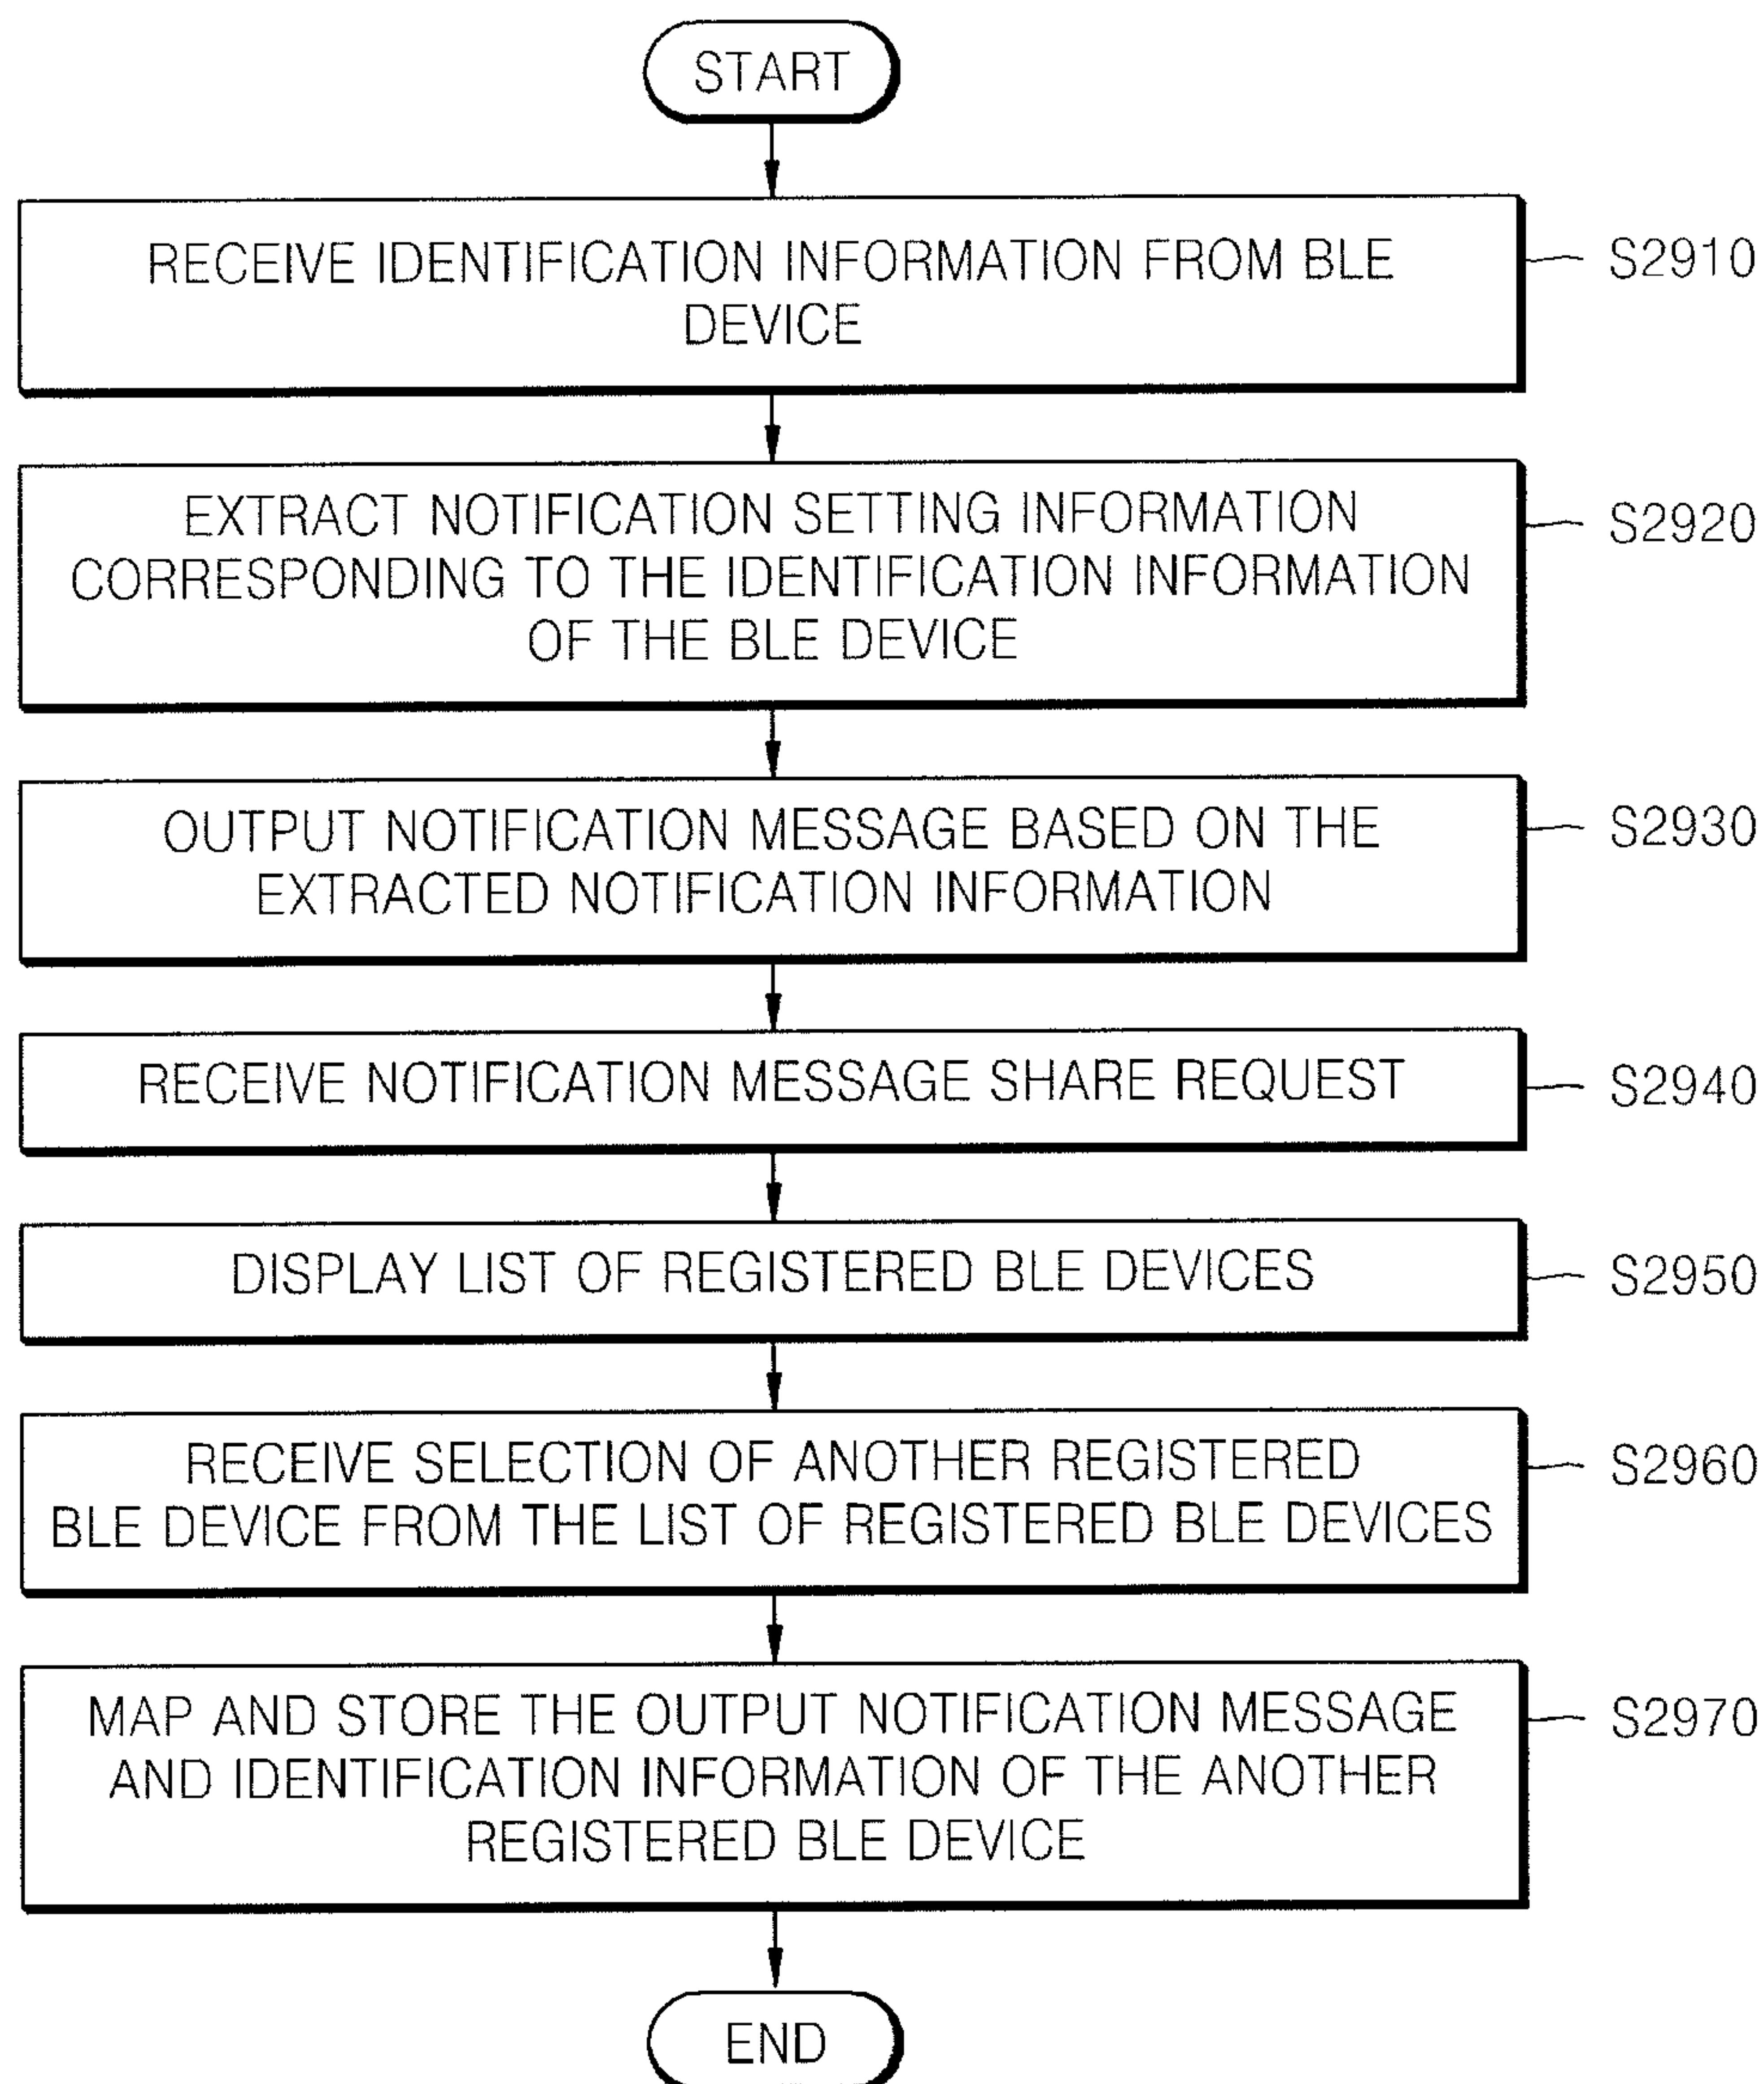 START
RECEIVE IDENTIFICATION INFORMATION FROM BLE
DEVICE
S2910
EXTRACT NOTIFICATION SETTING INFORMATION
CORRESPONDING TO THE IDENTIFICATION INFORMATION
OF THE BLE DEVICE
S2920
OUTPUT NOTIFICATION MESSAGE BASED ON THE
EXTRACTED NOTIFICATION INFORMATION
S2930
RECEIVE NOTIFICATION MESSAGE SHARE REQUEST
S2940
DISPLAY LIST OF REGISTERED BLE DEVICES
S2950
RECEIVE SELECTION OF ANOTHER REGISTERED
BLE DEVICE FROM THE LIST OF REGISTERED BLE DEVICES
S2960
MAP AND STORE THE OUTPUT NOTIFICATION MESSAGE
AND IDENTIFICATION INFORMATION OF THE ANOTHER
REGISTERED BLE DEVICE
S2970
END